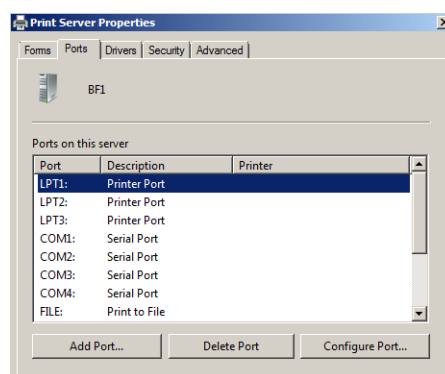 Print Server Properties
Forms Ports Drivers Security Advanced
BF1
Ports on this server
Port Description Printer
LPT1: Printer Port
LPT2: Printer Port
LPT3: Printer Port
COM1: Serial Port
COM2: Serial Port
COM3: Serial Port
COM4: Serial Port
FILE: Print to File
Add Port... Delete Port Configure Port...